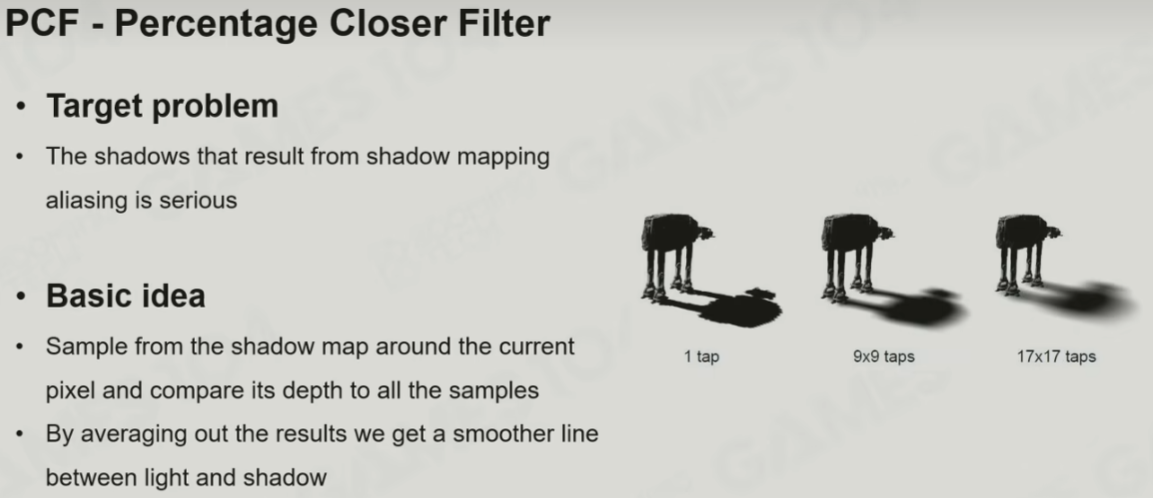 PCF - Percentage Closer Filter
• Target problem
• The shadows that result from shadow mapping
aliasing is serious
• Basic idea
• Sample from the shadow map around the current
pixel and compare its depth to all the samples
• By averaging out the results we get a smoother line
between light and shadow
1 tap
9x9 taps
17x17 taps
GAMES104
GAMES